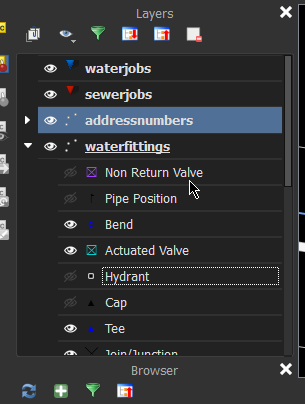 Layers
waterjobs
sewerjobs
addressnumbers
waterfittings
Non Return Valve
Pipe Position
Bend
Actuated Valve
Hydrant
Cap
Tee
Join/Junction
Browser